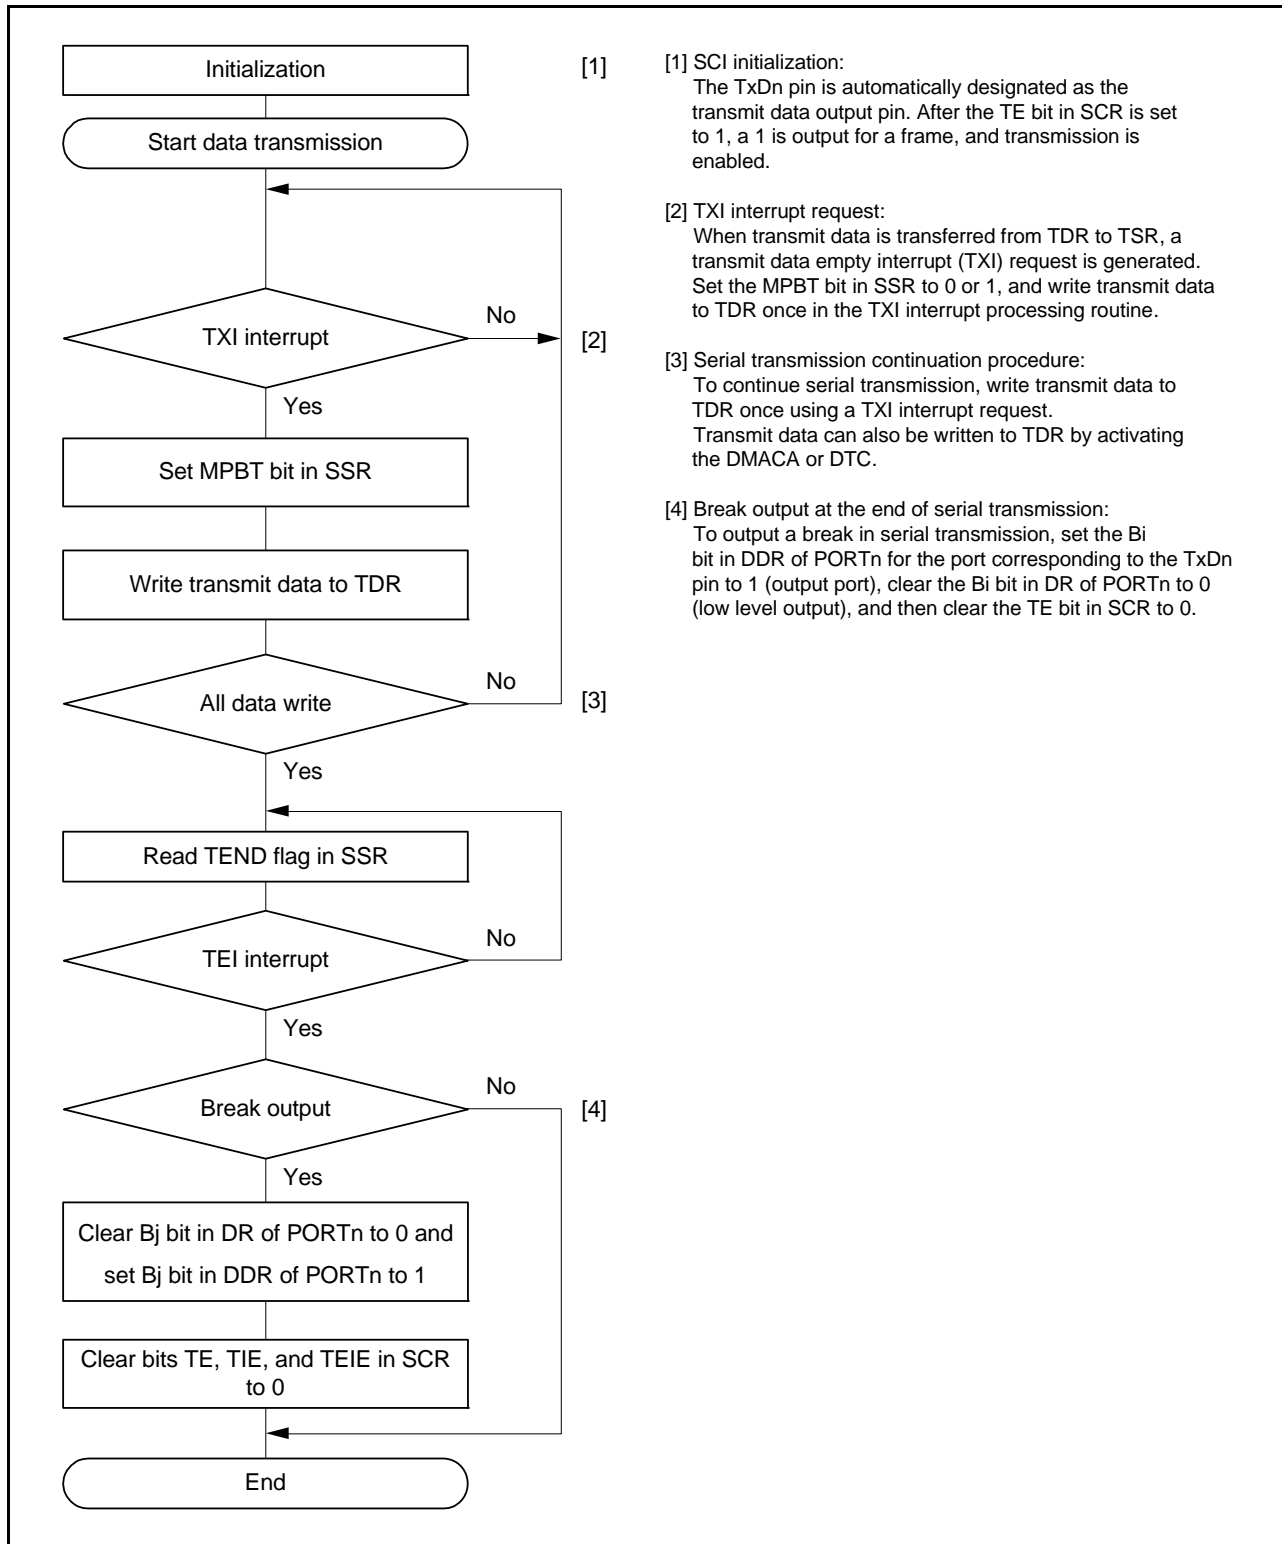 Initialization
[1]
Start data transmission
TXI interrupt
No
[2]
Yes
Set MPBT bit in SSR
Write transmit data to TDR
All data write
No
[3]
Yes
Read TEND flag in SSR
TEI interrupt
No
Yes
Break output
No
[4]
Yes
Clear Bj bit in DR of PORTn to 0 and
set Bj bit in DDR of PORTn to 1
Clear bits TE, TIE, and TEIE in SCR
to 0
End
[1] SCI initialization:
The TxDn pin is automatically designated as the
transmit data output pin. After the TE bit in SCR is set
to 1, a 1 is output for a frame, and transmission is
enabled.
[2] TXI interrupt request:
When transmit data is transferred from TDR to TSR, a
transmit data empty interrupt (TXI) request is generated.
Set the MPBT bit in SSR to 0 or 1, and write transmit data
to TDR once in the TXI interrupt processing routine.
[3] Serial transmission continuation procedure:
To continue serial transmission, write transmit data to
TDR once using a TXI interrupt request.
Transmit data can also be written to TDR by activating
the DMACA or DTC.
[4] Break output at the end of serial transmission:
To output a break in serial transmission, set the Bi
bit in DDR of PORTn for the port corresponding to the TxDn
pin to 1 (output port), clear the Bi bit in DR of PORTn to 0
(low level output), and then clear the TE bit in SCR to 0.